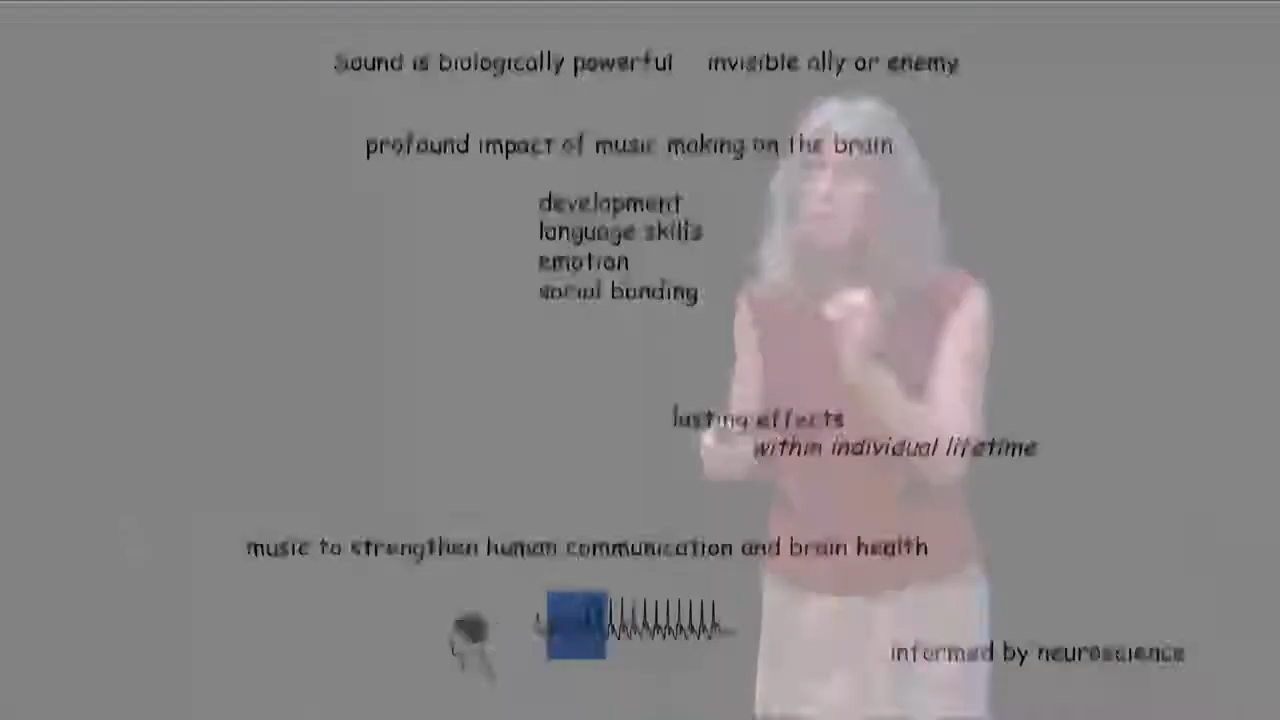 Sound is biologically powerful invisible ally or enemy
profound impact of music making on the brain
development
language skills
emotion
social bonding
lasting effects
within individual lifetime
music to strengthen human communication and brain health
informed by neuroscience